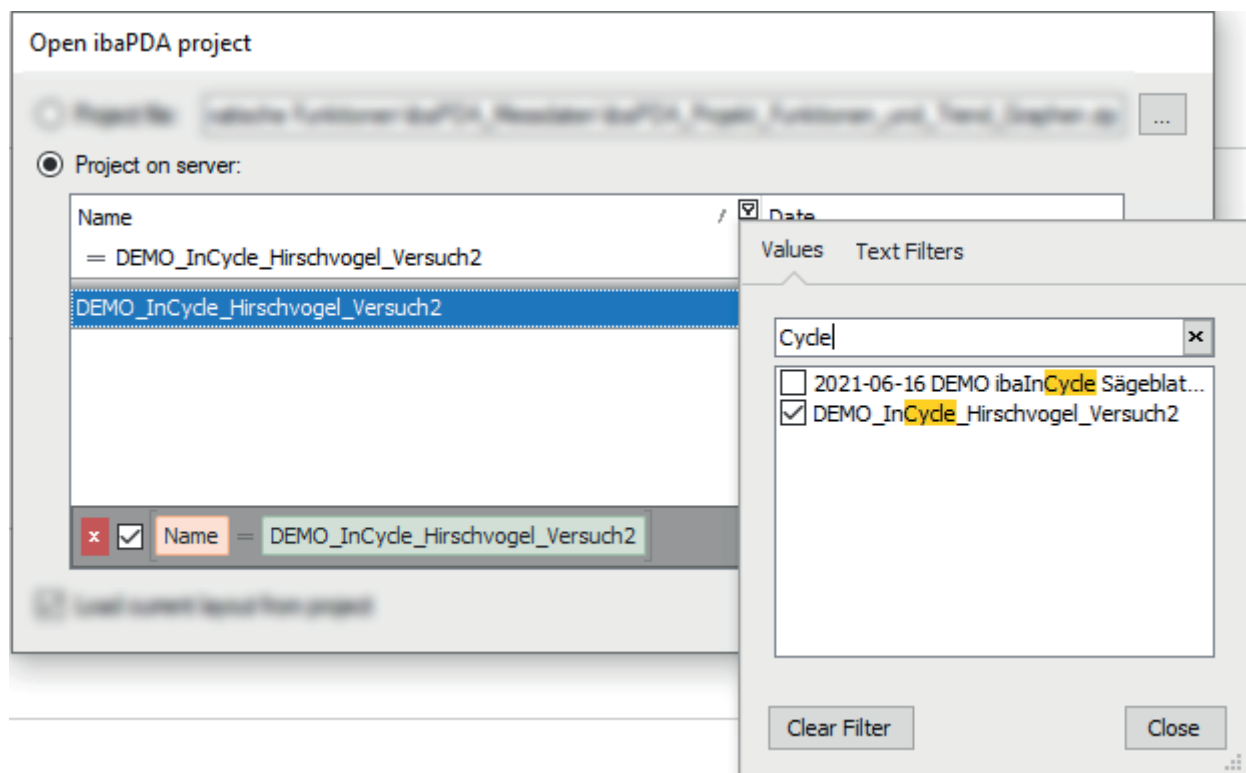 Open ibaPDA project
...
Project on server:
Name
Date
= DEMO_InCycle_Hirschvogel_Versuch2
DEMO_InCycle_Hirschvogel_Versuch2
x Name = DEMO_InCycle_Hirschvogel_Versuch2
Values Text Filters
Cycle
2021-06-16 DEMO ibaInCycle Sägeblat...
DEMO_InCycle_Hirschvogel_Versuch2
Clear Filter Close